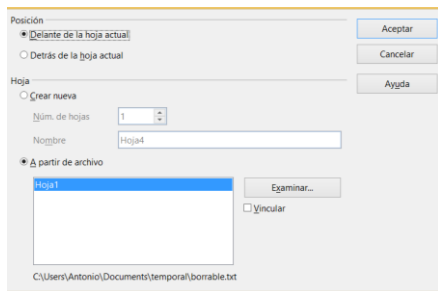 Posición
Delante de la hoja actual
Detrás de la hoja actual
Aceptar
Cancelar
Ayuda
Hoja
Crear nueva
Núm. de hojas
1
Nombre
Hoja4
A partir de archivo
Hoja1
Examinar...
Vincular
C:\Users\Antonio\Documents\temporal\borrable.txt